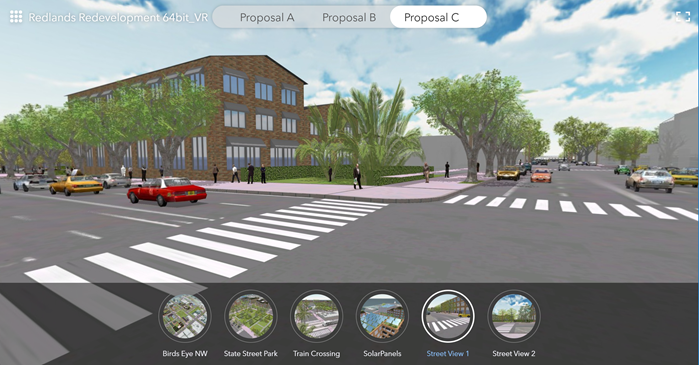 Redlands Redevelopment 64bit_VR
Proposal A
Proposal B
Proposal C
Birds Eye NW
State Street Park
Train Crossing
SolarPanels
Street View 1
Street View 2